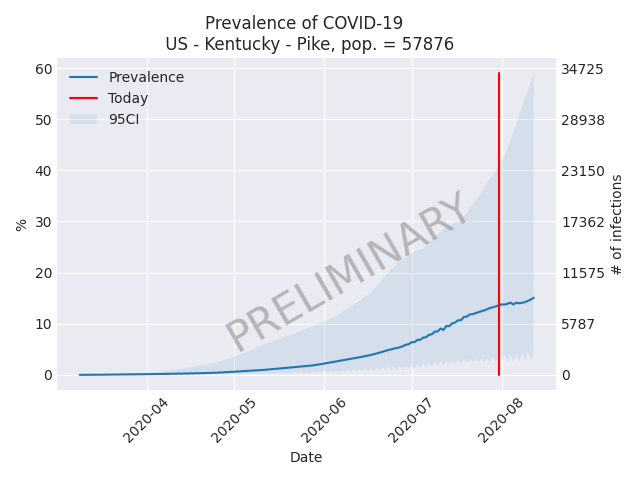 Prevalence of COVID-19
US - Kentucky - Pike, pop. = 57876
Prevalence
Today
95CI
PRELIMINARY
60
50
40
30
20
10
0
%
34725
28938
23150
17362
11575
5787
0
# of infections
2020-04
2020-05
2020-06
2020-07
2020-08
Date